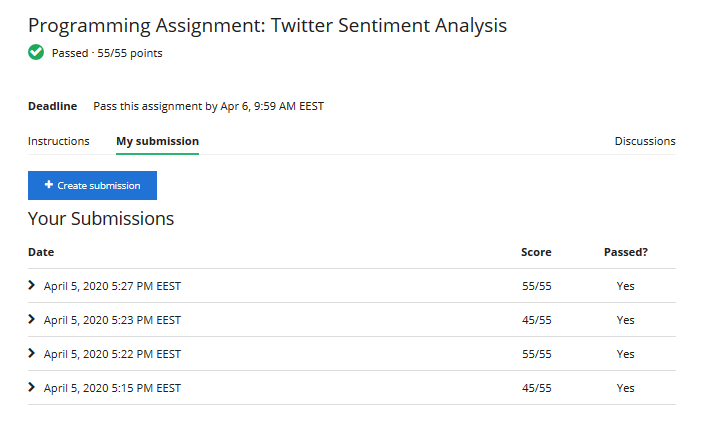 Programming Assignment: Twitter Sentiment Analysis
Passed · 55/55 points
Deadline Pass this assignment by Apr 6, 9:59 AM EEST
Instructions My submission Discussions
+ Create submission
Your Submissions
Date Score Passed?
April 5, 2020 5:27 PM EEST 55/55 Yes
April 5, 2020 5:23 PM EEST 45/55 Yes
April 5, 2020 5:22 PM EEST 55/55 Yes
April 5, 2020 5:15 PM EEST 45/55 Yes